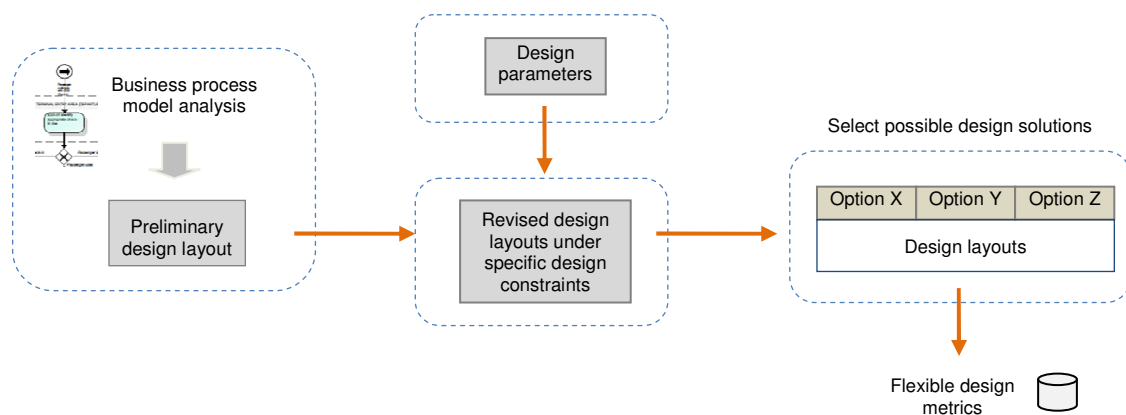 Business process
model analysis
Preliminary
design layout
Design
parameters
Revised design
layouts under
specific design
constraints
Select possible design solutions
Option X
Option Y
Option Z
Design layouts
Flexible design
metrics